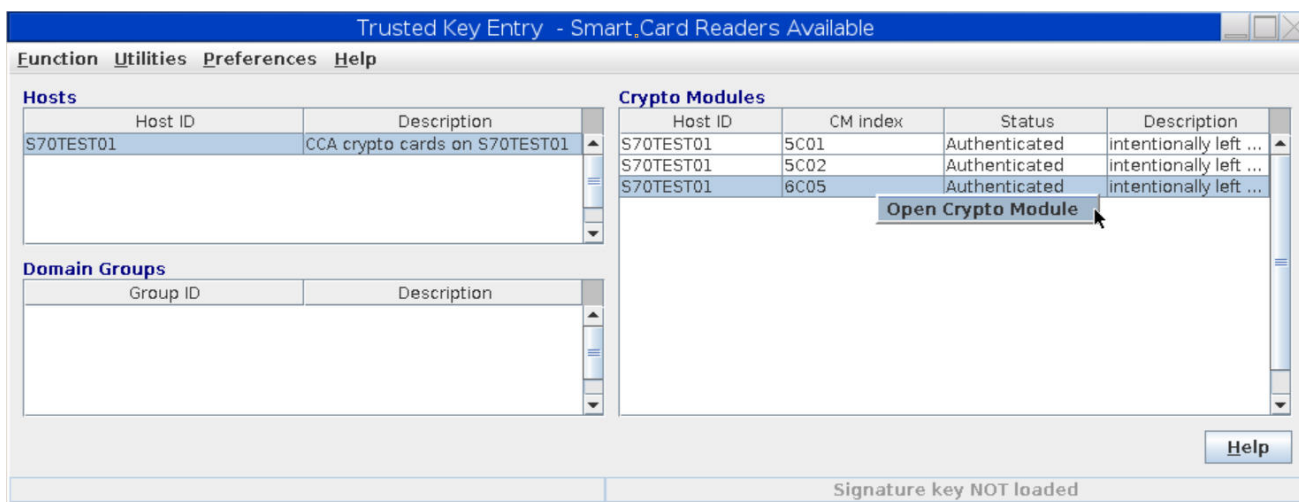 Trusted Key Entry - Smart Card Readers Available
Function Utilities Preferences Help
Hosts
Host ID Description
S70TEST01 CCA crypto cards on S70TEST01
Domain Groups
Group ID Description
Crypto Modules
Host ID CM index Status Description
S70TEST01 5C01 Authenticated intentionally left ...
S70TEST01 5C02 Authenticated intentionally left ...
S70TEST01 6C05 Authenticated intentionally left ...
Open Crypto Module
Help
Signature key NOT loaded